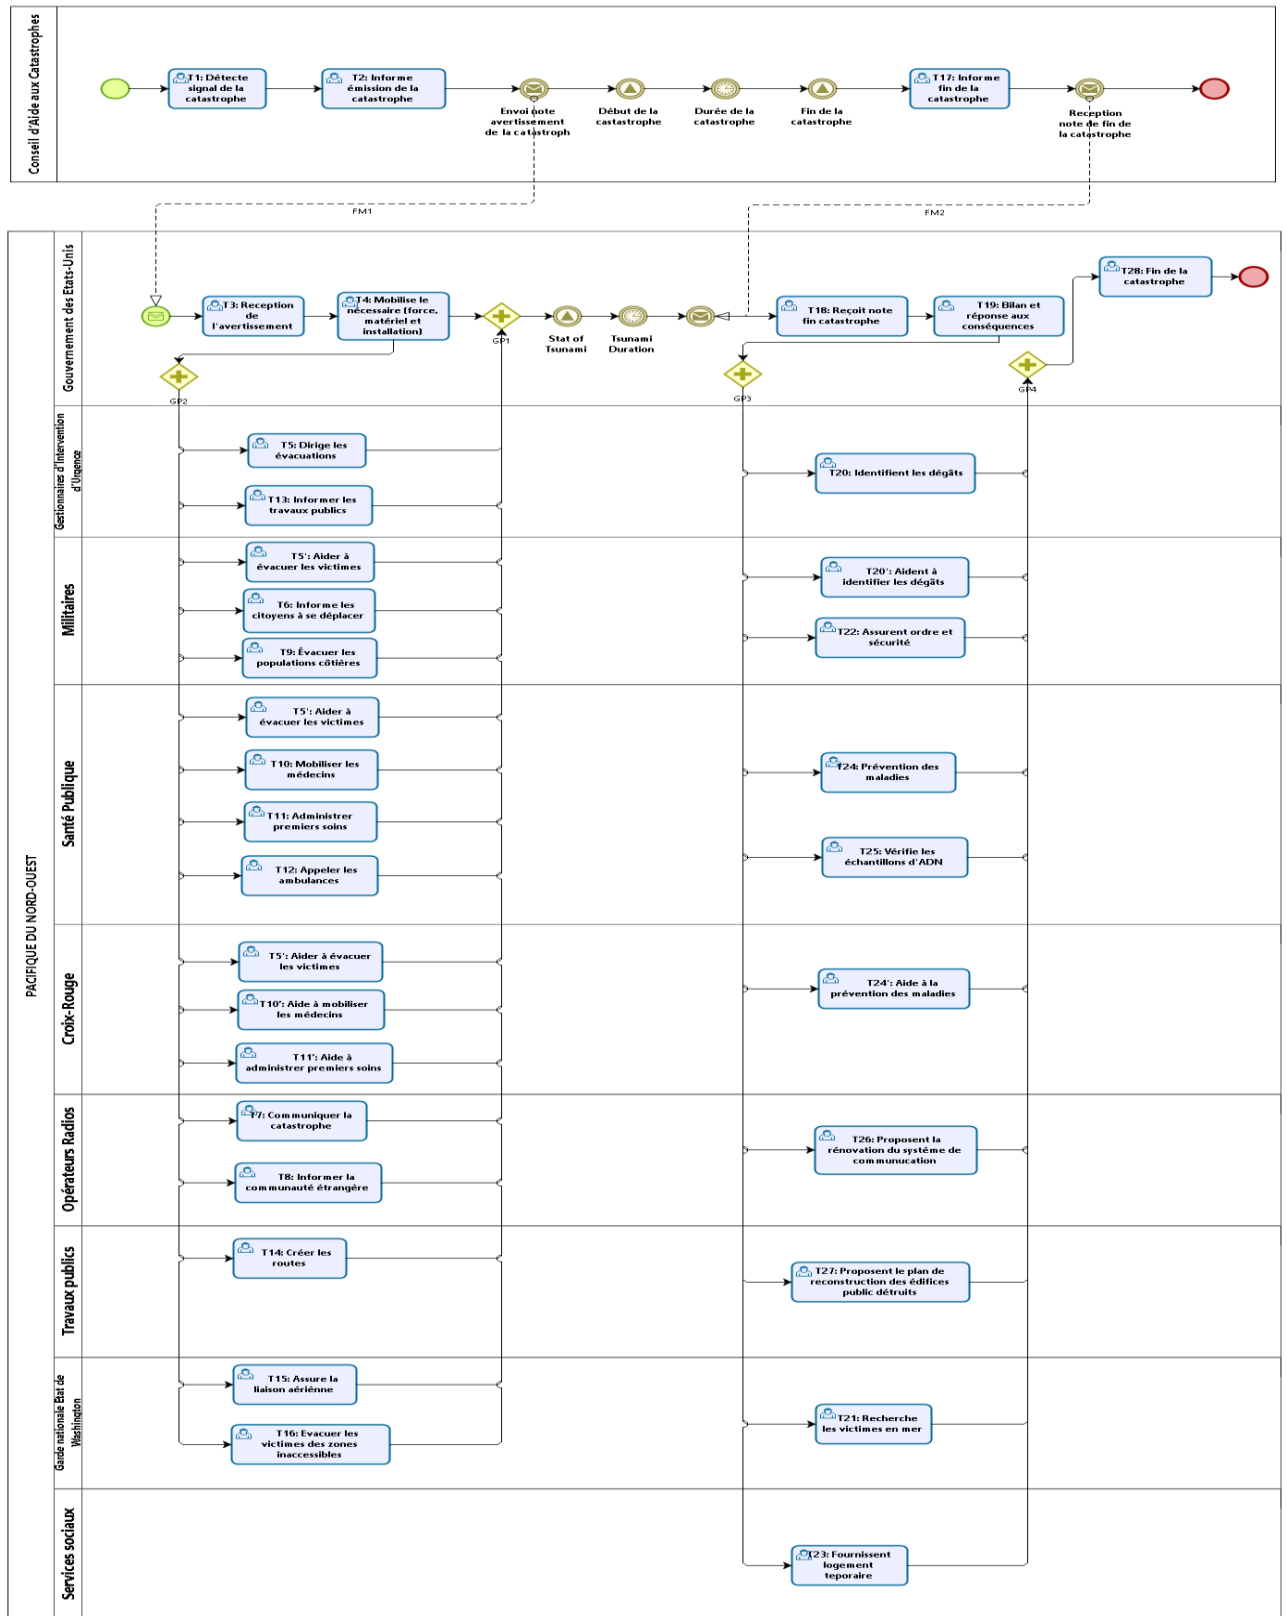 Conseil d'Aide aux Catastrophes
T1: Détecte
signal de la
catastrophe
T2: Informe
émission de la
catastrophe
Envoi note
avertissement
de la catastroph
Début de la
castastrophe
Durée de la
catastrophe
Fin de la
catastrophe
T17: Informe
fin de la
catastrophe
Reception
note de fin de
la catastrophe
FM1
FM2
PACIFIQUE DU NORD-OUEST
Gouvernement des Etats-Unis
T3: Reception
de
l'avertissement
T4: Mobilise le
nécessaire (force,
matériel et
installation)
GP1
Stat of
Tsunami
Tsunami
Duration
T18: Reçoit note
fin catastrophe
T19: Bilan et
réponse aux
conséquences
T28: Fin de la
catastrophe
GP2
GP3
GP4
Gestionnaires d'Intervention
d'Urgence
T5: Dirige les
évacuations
T13: Informer les
travaux publics
T20: Identifient les dégâts
Militaires
T5': Aider à
évacuer les victimes
T6: Informe les
citoyens à se déplacer
T9: Évacuer les
populations côtières
T20': Aident à
identifier les dégâts
T22: Assurent ordre et
sécurité
Santé Publique
T5': Aider à
évacuer les victimes
T10: Mobiliser les
médecins
T11: Administrer
premiers soins
T12: Appeler les
ambulances
T24: Prévention des
maladies
T25: Vérifie les
échantillons d'ADN
Croix-Rouge
T5': Aider à évacuer
les victimes
T10': Aide à mobiliser
les médecins
T11': Aide à
administrer premiers soins
T24': Aide à la
prévention des maladies
Opérateurs Radios
T7: Communiquer la
catastrophe
T8: Informer la
communauté étrangère
T26: Proposent la
rénovation du système de
communucation
Travaux publics
T14: Créer les
routes
T27: Proposent le plan de
reconstruction des édifices
public détruits
Garde nationale Etat de
Washington
T15: Assure la
liaison aériènne
T16: Evacuer les
victimes des zones
inaccessibles
T21: Recherche
les victimes en mer
Services sociaux
T23: Fournissent
logement
teporaire